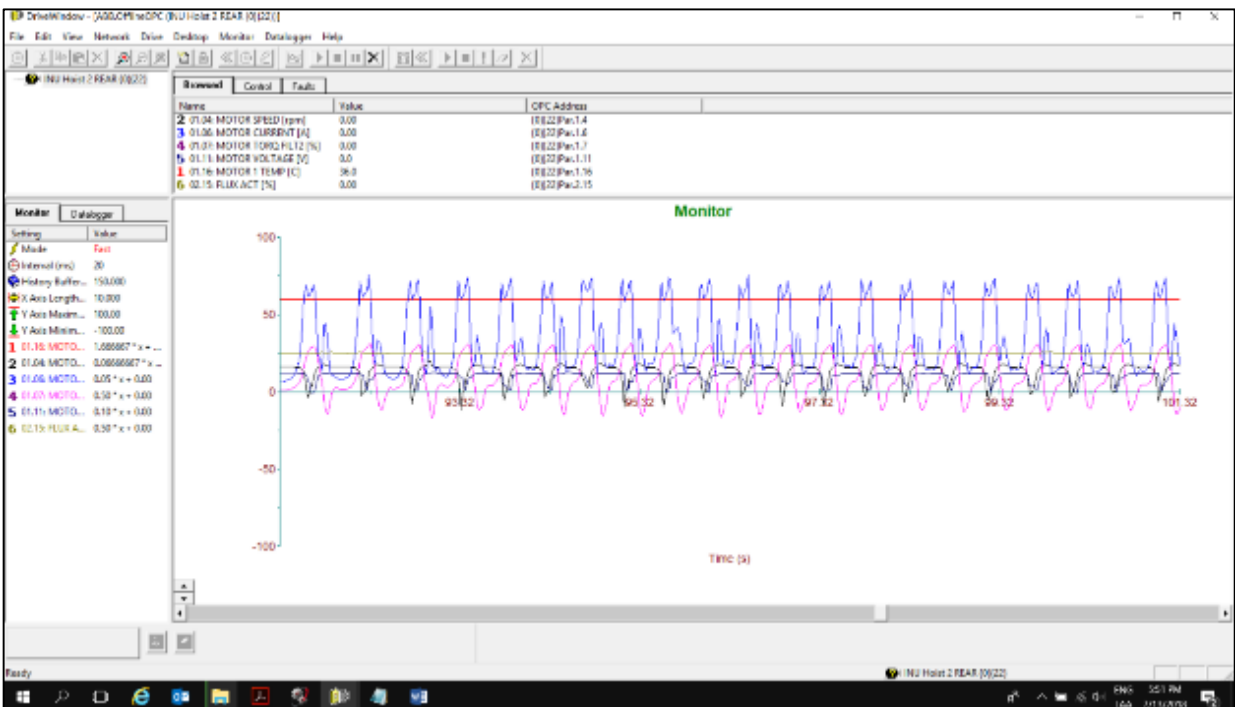 DriveWindow - [ABB.OfflineOPC (INU Hoist 2 REAR {0}{22})]
File Edit View Network Drive Desktop Monitor Datalogger Help
INU Hoist 2 REAR {0}{22}
Browsed Control Faults
Name Value OPC Address
2 01.04: MOTOR SPEED [rpm] 0.00 {0}{22}Par.1.4
3 01.06: MOTOR CURRENT [A] 0.00 {0}{22}Par.1.6
4 01.07: MOTOR TORQ FILT2 [%] 0.00 {0}{22}Par.1.7
5 01.11: MOTOR VOLTAGE [V] 0.0 {0}{22}Par.1.11
1 01.16: MOTOR 1 TEMP [C] 36.0 {0}{22}Par.1.16
6 02.15: FLUX ACT [%] 0.00 {0}{22}Par.2.15
Monitor Datalogger
Setting Value
Mode Fast
Interval (ms) 20
History Buffer... 150.000
X Axis Length... 10.000
Y Axis Maxim... 100.00
Y Axis Minim... -100.00
1 01.16: MOTO... 1.666667 * x + ...
2 01.04: MOTO... 0.06666667 * x ...
3 01.06: MOTO... 0.05 * x + 0.00
4 01.07: MOTO... 0.50 * x + 0.00
5 01.11: MOTO... 0.10 * x + 0.00
6 02.15: FLUX A... 0.50 * x + 0.00
Monitor
100
50
0
-50
-100
93.32 95.32 97.32 99.32 101.32
Time (s)
Ready
INU Hoist 2 REAR {0}{22}
ENG 3:51 PM